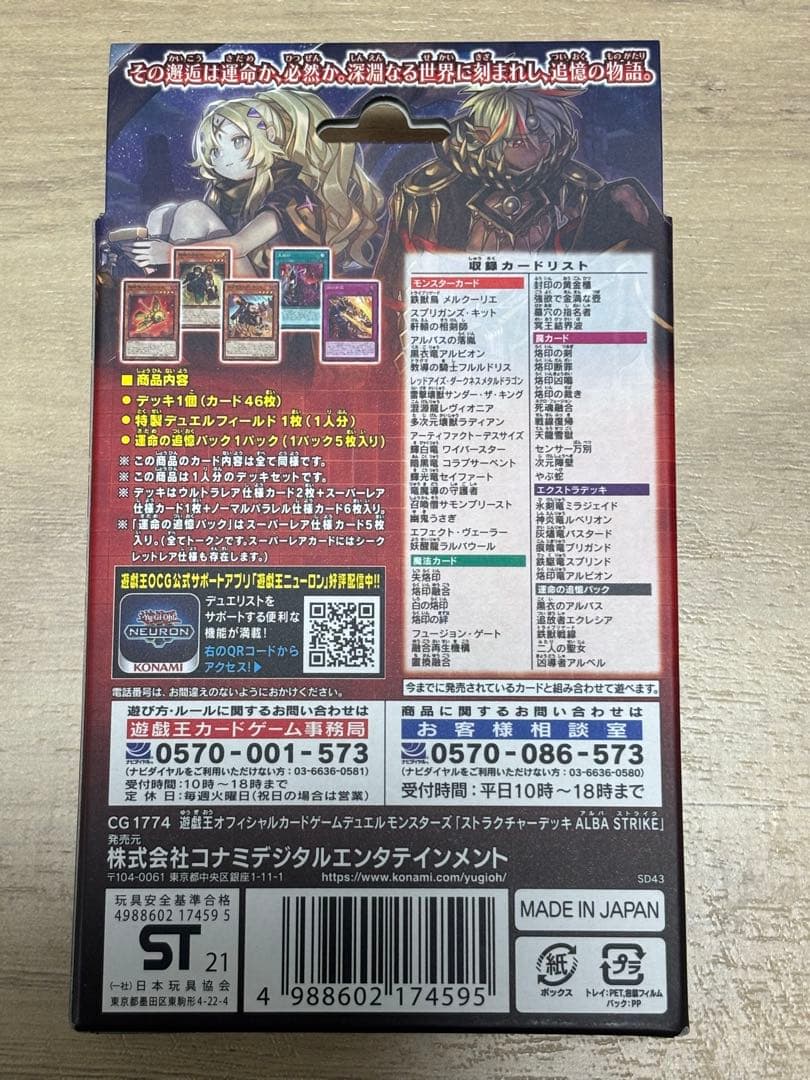 その邂逅は運命か、必然か。深淵なる世界に刻まれし、追憶の物語。
収録カードリスト
モンスターカード
鉄獣鳥 メルクーリエ
スプリガンズ・キット
軒轅の相剣師
アルバスの落胤
黒衣竜アルビオン
教導の騎士フルルドリス
レッドアイズ・ダークネスメタルドラゴン
雷撃壊獣サンダー・ザ・キング
混源龍レヴィオニア
多次元壊獣ラディアン
アーティファクト-デスサイズ
輝白竜 ワイバースター
暗黒竜 コラプサーペント
輝光竜セイファート
竜魔導の守護者
召喚僧サモンプリースト
幽鬼うさぎ
エフェクト・ヴェーラー
妖醒龍ラルバウール
魔法カード
失烙印
烙印融合
白の烙印
烙印の絆
フュージョン・ゲート
融合再生機構
置換融合
封印の黄金櫃
強欲で金満な壺
墓穴の指名者
冥王結界波
罠カード
烙印の剣
烙印断罪
烙印凶鳴
烙印の裁き
死魂融合
戦線復帰
天龍雪獄
センサー万別
次元障壁
やぶ蛇
エクストラデッキ
氷剣竜ミラジェイド
神炎竜ルベリオン
灰燼竜バスタード
痕喰竜ブリガンド
鉄駆竜スプリンド
烙印竜アルビオン
運命の追憶パック
黒衣のアルバス
追放者エクレシア
鉄獣戦線
二人の聖女
凶導者アルベル
今までに発売されているカードと組み合わせて遊べます。
■商品内容
●デッキ1個(カード46枚)
●特製デュエルフィールド 1枚(1人分)
●運命の追憶パック1パック(1パック5枚入り)
※この商品のカード内容は全て同様です。
※この商品は1人分のデッキセットです。
※デッキはウルトラレア仕様カード2枚+スーパーレア
仕様カード1枚+ノーマルパラレル仕様カード6枚入り。
※「運命の追憶パック」はスーパーレア仕様カード5枚
入り。(全てトークンです。スーパーレアカードにはシーク
レットレア仕様も存在します。)
遊戯王OCG公式サポートアプリ「遊戯王ニューロン」好評配信中!!
Yu-Gi-Oh!
NEURON
KONAMI
デュエリストを
サポートする便利な
機能が満載!
右のQRコードから
アクセス!▶
電話番号は、お間違えのないようにおかけください。
遊び方・ルールに関するお問い合わせは
遊戯王カードゲーム事務局
ナビダイヤル
0570-001-573
(ナビダイヤルをご利用いただけない方:03-6636-0581)
受付時間:10時〜18時まで
定休日:毎週火曜日(祝日の場合は営業)
商品に関するお問い合わせは
お客様相談室
ナビダイヤル
0570-086-573
(ナビダイヤルをご利用いただけない方:03-6636-0580)
受付時間:平日10時〜18時まで
CG1774 遊戯王オフィシャルカードゲームデュエルモンスターズ「ストラクチャーデッキ ALBA STRIKE」
発売元
株式会社コナミデジタルエンタテインメント
〒104-0061 東京都中央区銀座1-11-1
https://www.konami.com/yugioh/
SD43
玩具安全基準合格
4988602 17459 5
ST 21
(一社)日本玩具協会
東京都墨田区東駒形4-22-4
4 988602 174595
MADE IN JAPAN
紙
ボックス
プラ
トレイ:PET,個装フィルム
パック:PP